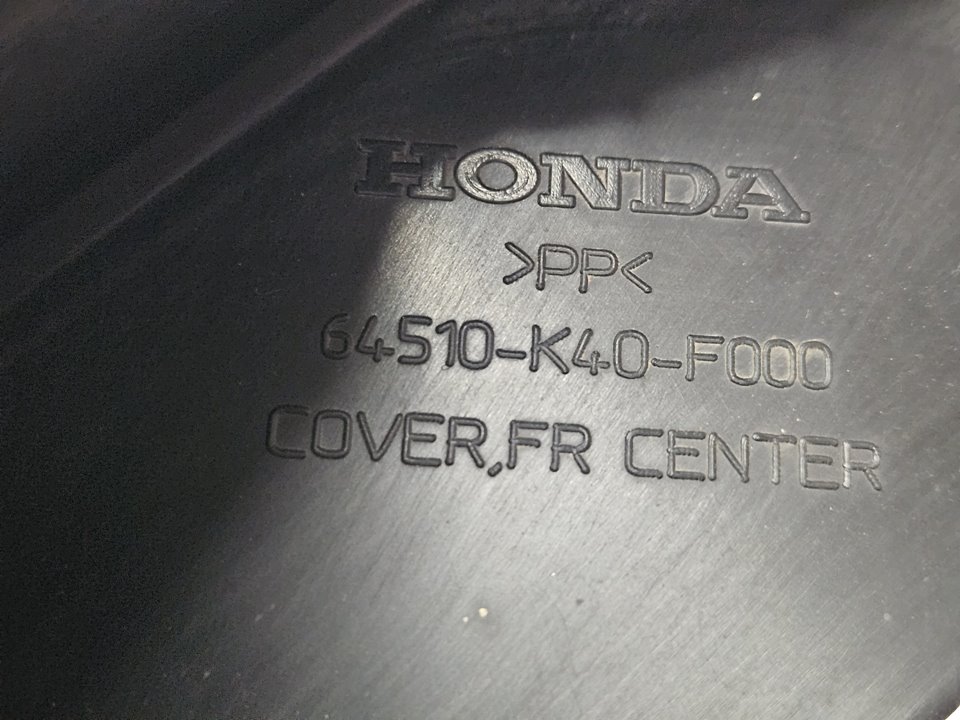 HONDA
>PP<
64510-K40-F000
COVER,FR CENTER